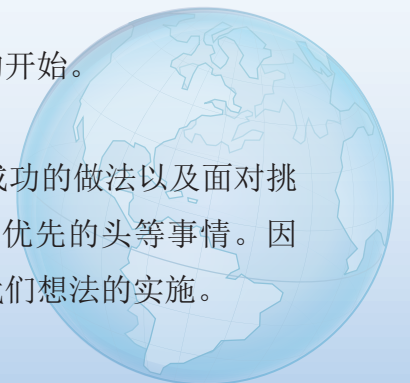 开始。
成功的做法以及面对挑
优先的头等事情。因
们想法的实施。